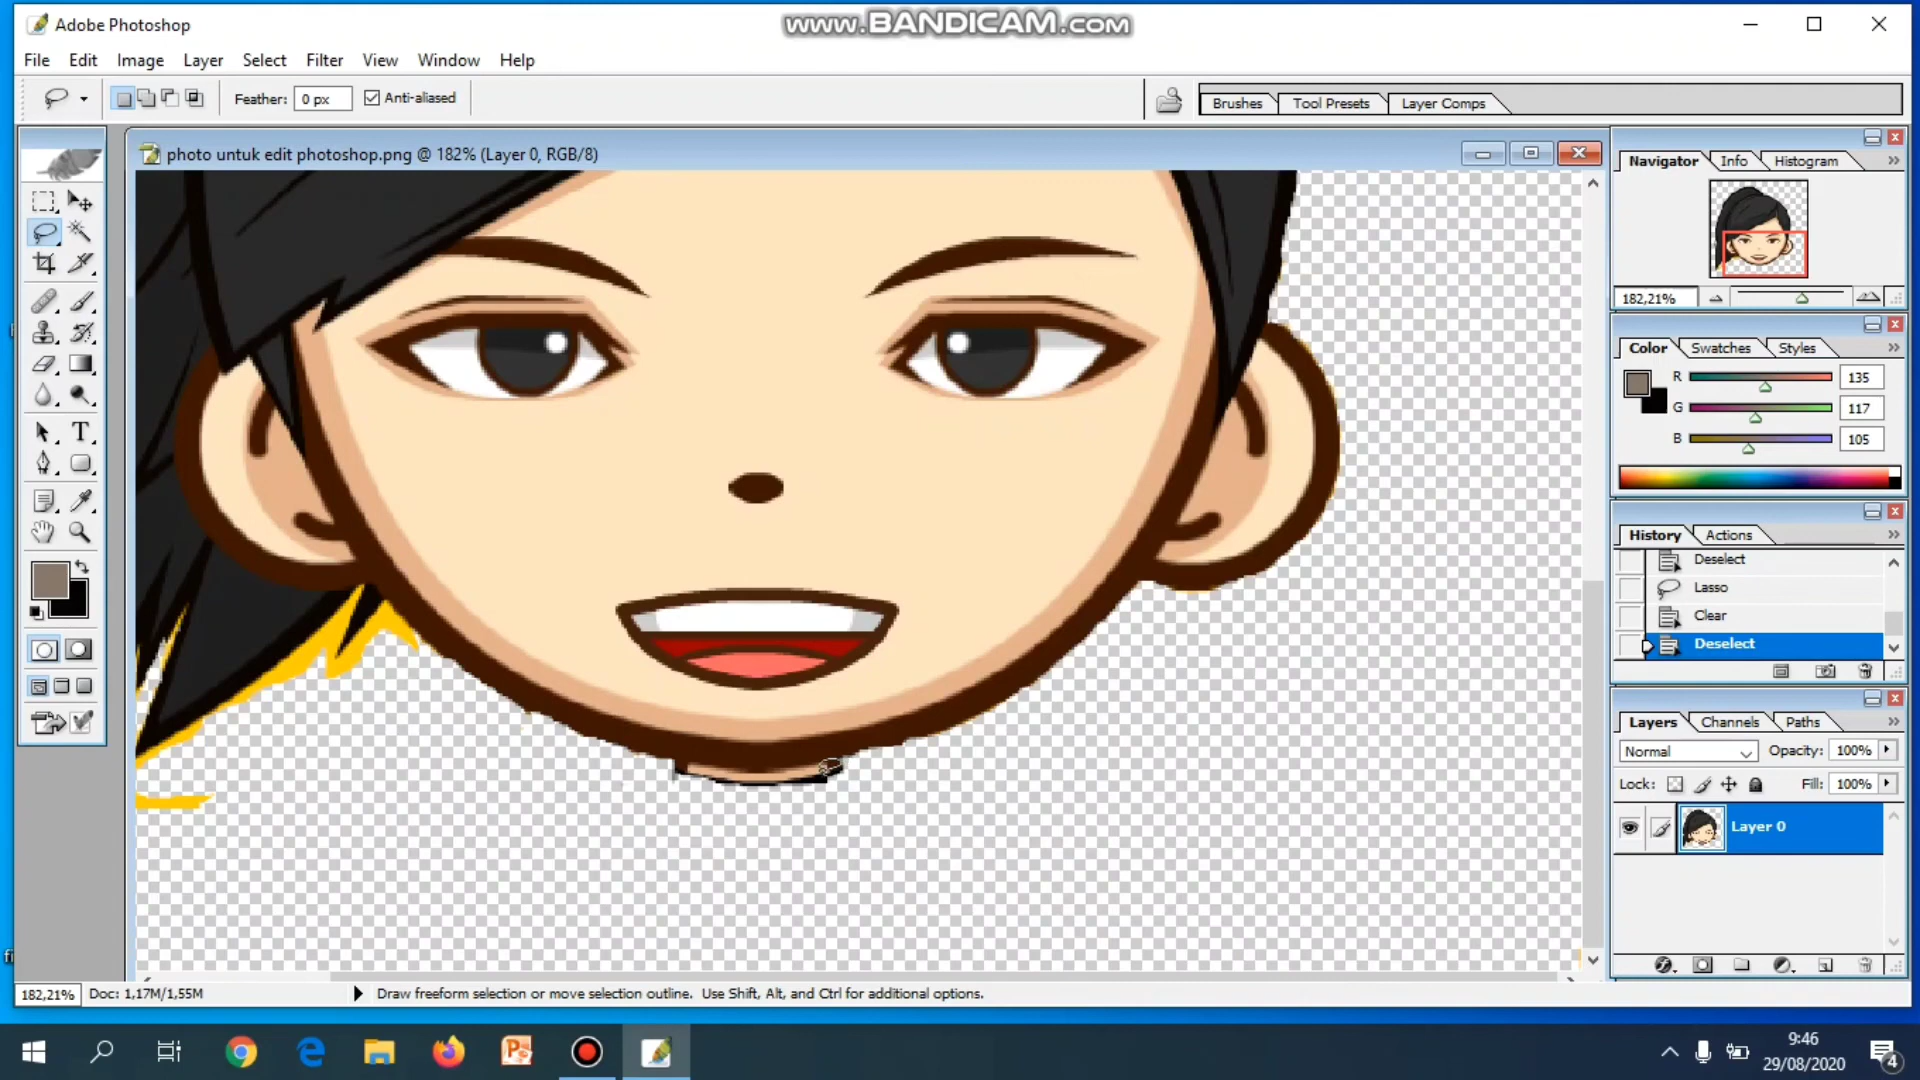 Adobe Photoshop
www.BANDICAM.com
File Edit Image Layer Select Filter View Window Help
Feather: 0 px Anti-aliased
Brushes Tool Presets Layer Comps
photo untuk edit photoshop.png @ 182% (Layer 0, RGB/8)
Navigator Info Histogram
182,21%
Color Swatches Styles
R 135
G 117
B 105
T
History Actions
Deselect
Lasso
Clear
Deselect
Layers Channels Paths
Normal Opacity: 100%
Lock: Fill: 100%
Layer 0
182,21% Doc: 1,17M/1,55M Draw freeform selection or move selection outline. Use Shift, Alt, and Ctrl for additional options.
9:46
29/08/2020
4